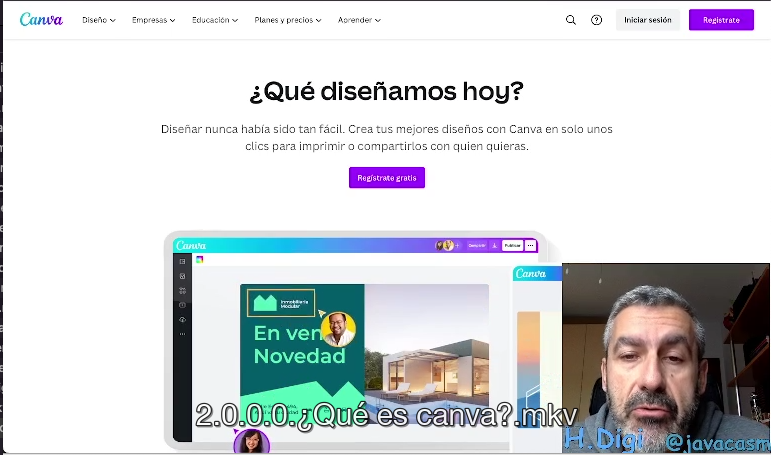 Canva
Diseño Empresas Educación Planes y precios Aprender Iniciar sesión Regístrate
¿Qué diseñamos hoy?
Diseñar nunca había sido tan fácil. Crea tus mejores diseños con Canva en solo unos
clics para imprimir o compartirlos con quien quieras.
Regístrate gratis
Canva
Compartir
Publicar
Canva
Inmobiliaria
Modular
En ven
Novedad
2.0.0.0.¿Qué es canva?.mkv
H. Digi @javacasm